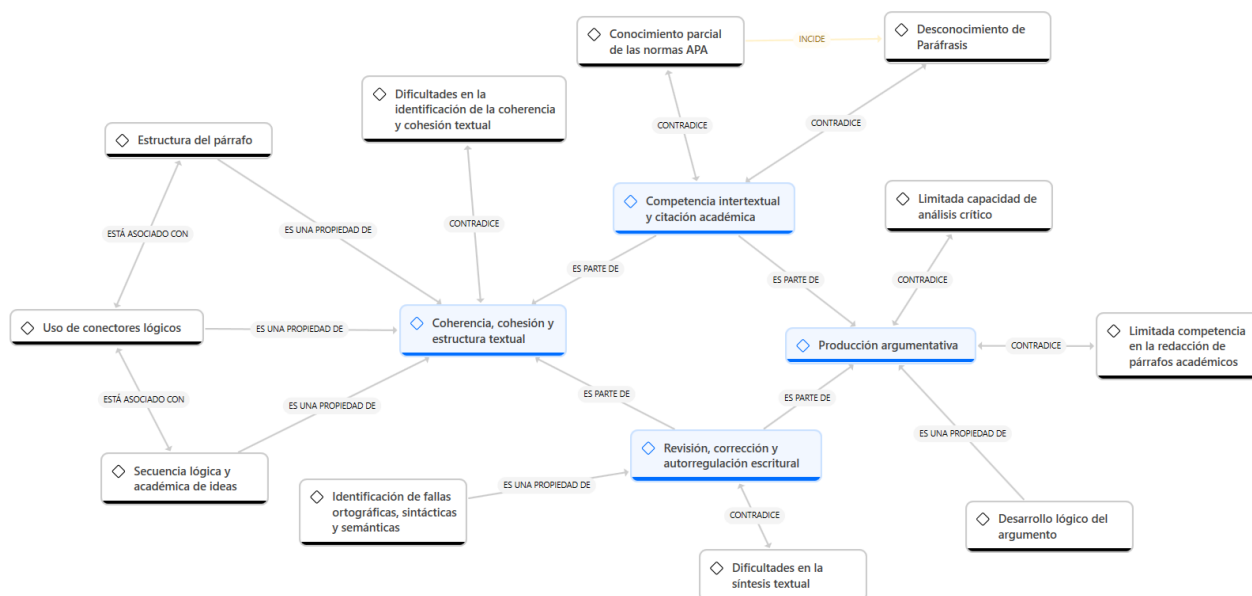 Conocimiento parcial
de las normas APA
INCIDE
Desconocimiento de
Paráfrasis
Dificultades en la
identificación de la coherencia
y cohesión textual
CONTRADICE
CONTRADICE
Estructura del párrafo
Competencia intertextual
y citación académica
Limitada capacidad de
análisis crítico
CONTRADICE
ESTÁ ASOCIADO CON
ES UNA PROPIEDAD DE
ES PARTE DE
ES PARTE DE
CONTRADICE
Uso de conectores lógicos
ES UNA PROPIEDAD DE
Coherencia, cohesión y
estructura textual
Producción argumentativa
CONTRADICE
Limitada competencia
en la redacción de
párrafos académicos
ESTÁ ASOCIADO CON
ES UNA PROPIEDAD DE
ES PARTE DE
ES PARTE DE
ES UNA PROPIEDAD DE
Secuencia lógica y
académica de ideas
Revisión, corrección y
autorregulación escritural
Identificación de fallas
ortográficas, sintácticas
y semánticas
ES UNA PROPIEDAD DE
CONTRADICE
Desarrollo lógico del
argumento
Dificultades en la
síntesis textual